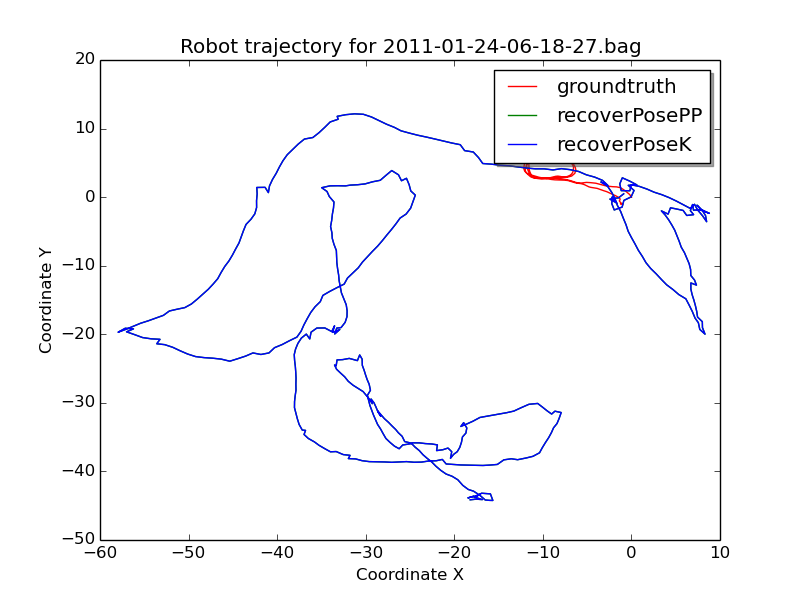 Robot trajectory for 2011-01-24-06-18-27.bag
groundtruth
recoverPosePP
recoverPoseK
Coordinate Y
20
10
0
−10
−20
−30
−40
−50
−60
−50
−40
−30
−20
−10
0
10
Coordinate X